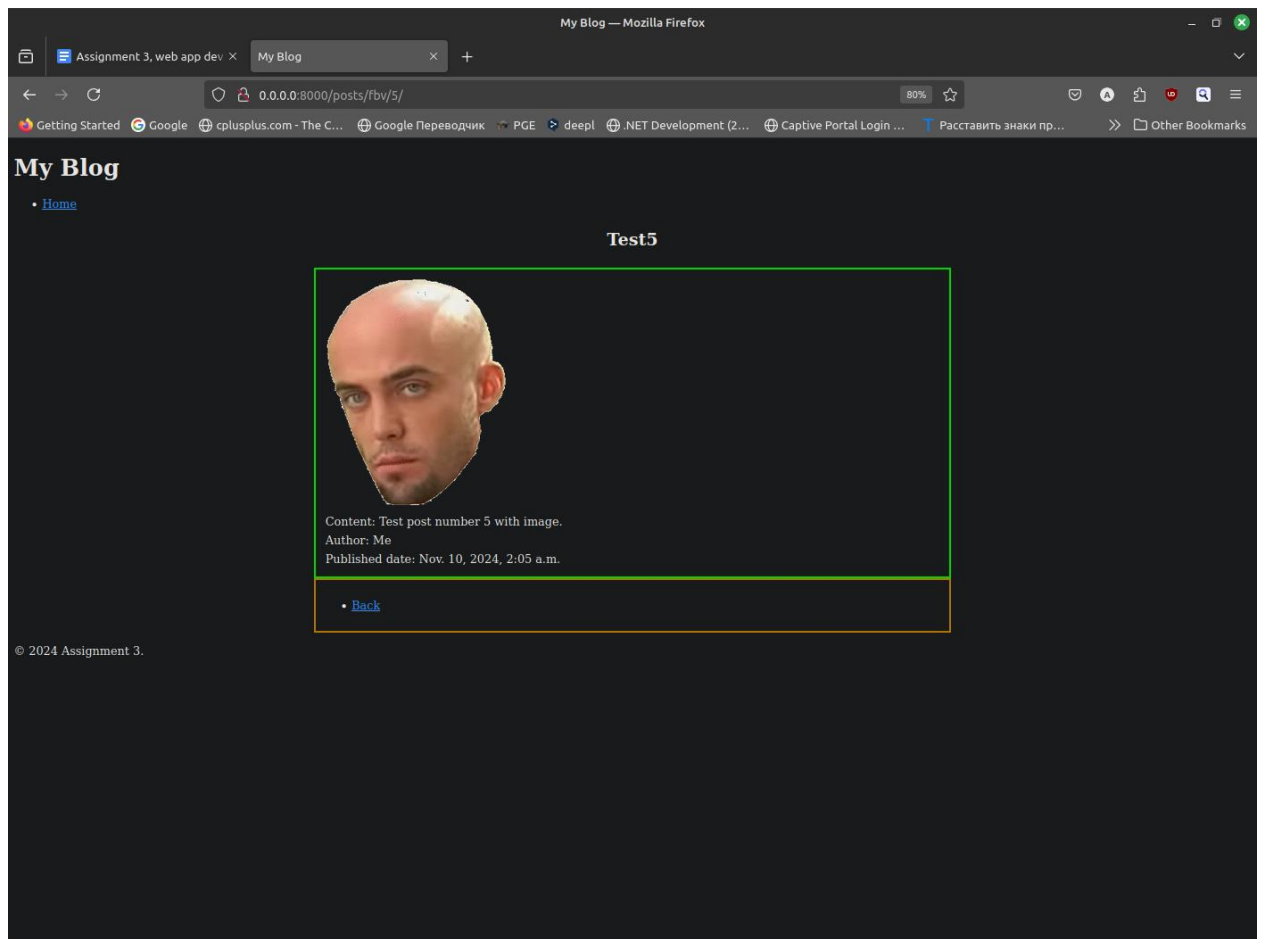 My Blog — Mozilla Firefox
Assignment 3, web app dev
My Blog
0.0.0.0:8000/posts/fbv/5/
80%
Getting Started Google cplusplus.com - The C... Google Переводчик PGE deepl .NET Development (2... Captive Portal Login ... Расставить знаки пр... Other Bookmarks
My Blog
• Home
Test5
Content: Test post number 5 with image.
Author: Me
Published date: Nov. 10, 2024, 2:05 a.m.
• Back
© 2024 Assignment 3.